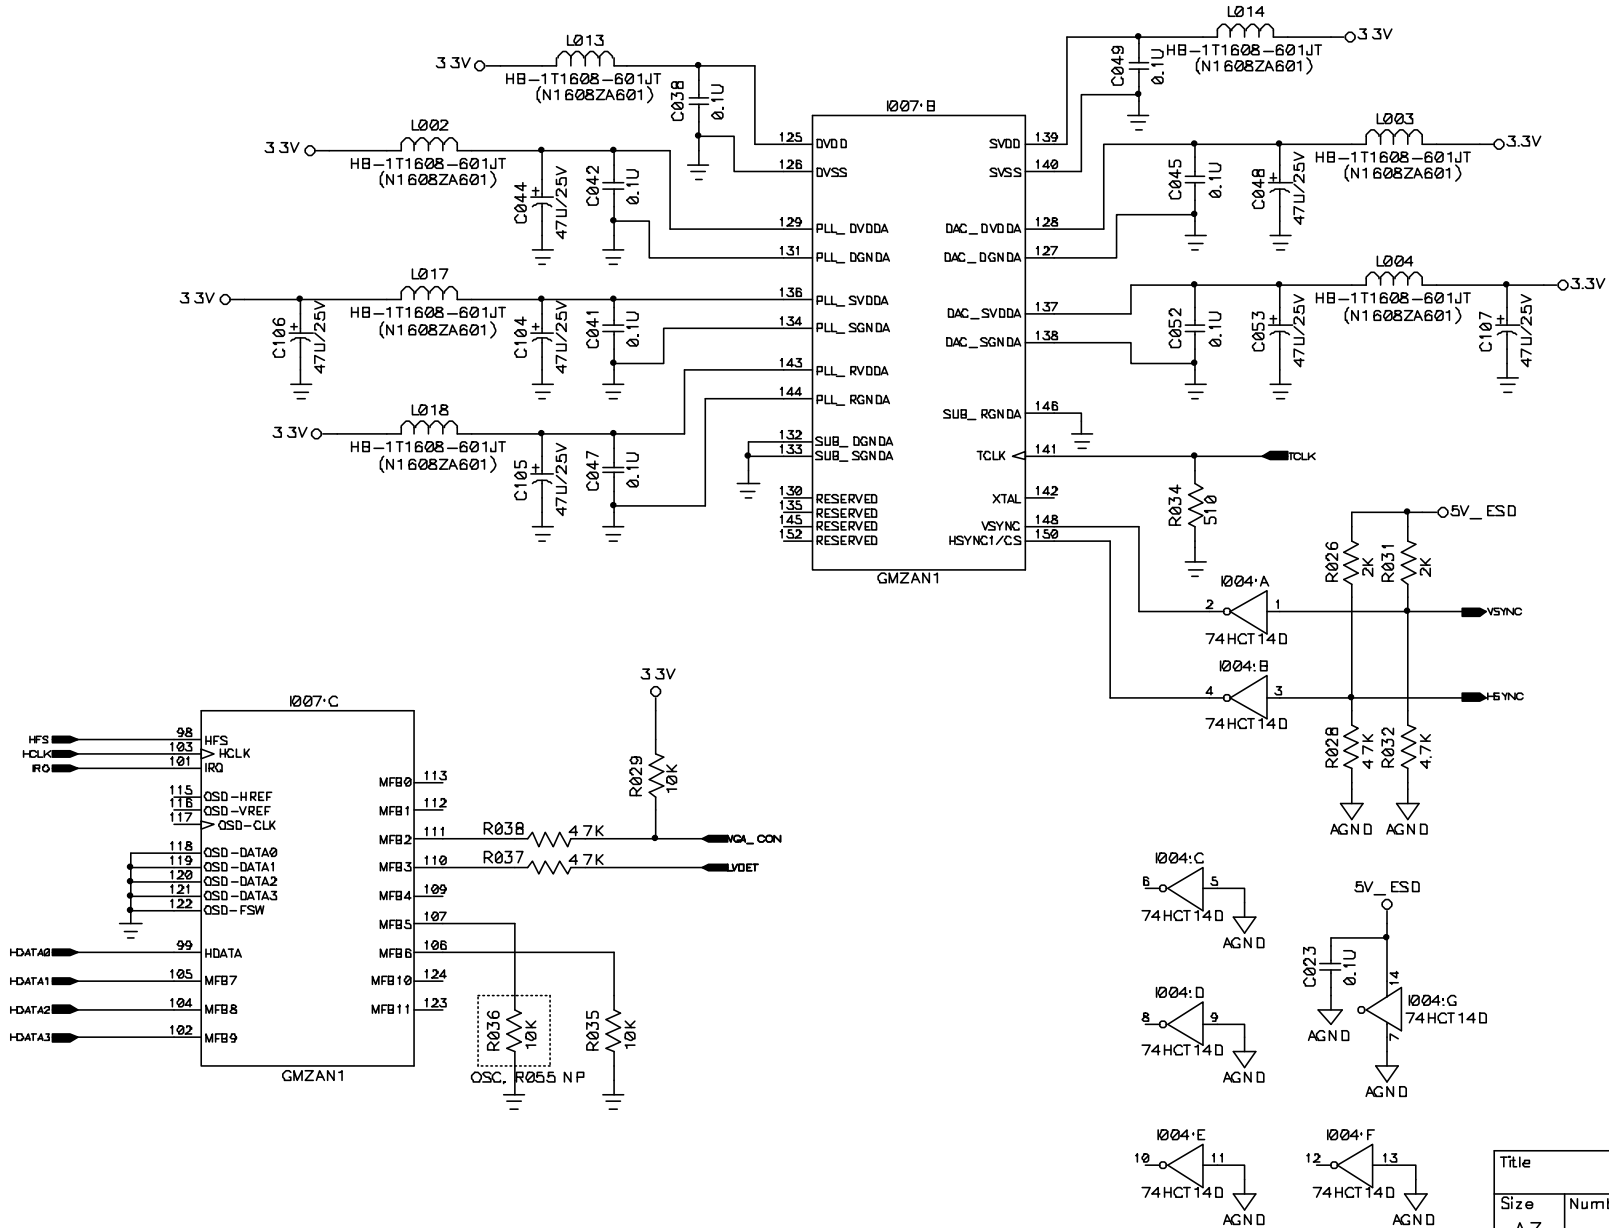 L014
3.3V
HB-1T1608-601JT
(N1608ZA601)
C049
0.1U
L013
3.3V
HB-1T1608-601JT
(N1608ZA601)
C038
0.1U
I007:B
L002
3.3V
HB-1T1608-601JT
(N1608ZA601)
C044
47U/25V
C042
0.1U
L003
3.3V
HB-1T1608-601JT
(N1608ZA601)
C045
0.1U
C048
47U/25V
125 DVDD
126 DVSS
129 PLL_DVDDA
131 PLL_DGNDA
136 PLL_SVDDA
134 PLL_SGNDA
143 PLL_RVDDA
144 PLL_RGNDA
132 SUB_DGNDA
133 SUB_SGNDA
130 RESERVED
135 RESERVED
145 RESERVED
152 RESERVED
SVDD 139
SVSS 140
DAC_DVDDA 128
DAC_DGNDA 127
DAC_SVDDA 137
DAC_SGNDA 138
SUB_RGNDA 146
TCLK 141
XTAL 142
VSYNC 148
HSYNC1/CS 150
GMZAN1
L017
3.3V
HB-1T1608-601JT
(N1608ZA601)
C106
47U/25V
C104
47U/25V
C041
0.1U
L004
3.3V
HB-1T1608-601JT
(N1608ZA601)
C052
0.1U
C053
47U/25V
C107
47U/25V
L018
3.3V
HB-1T1608-601JT
(N1608ZA601)
C105
47U/25V
C047
0.1U
TCLK
R034
510
5V_ESD
R026
2K
R031
2K
I004:A
2 1
74HCT14D
VSYNC
I004:B
4 3
74HCT14D
HSYNC
R028
4.7K
R032
4.7K
AGND AGND
I007:C
HFS 98 HFS
HCLK 103 HCLK
IRQ 101 IRQ
115 OSD-HREF
116 OSD-VREF
117 OSD-CLK
118 OSD-DATA0
119 OSD-DATA1
120 OSD-DATA2
121 OSD-DATA3
122 OSD-FSW
HDATA0 99 HDATA
HDATA1 105 MFB7
HDATA2 104 MFB8
HDATA3 102 MFB9
MFB0 113
MFB1 112
MFB2 111
MFB3 110
MFB4 109
MFB5 107
MFB6 106
MFB10 124
MFB11 123
GMZAN1
3.3V
R029
10K
R038 4.7K VGA_CON
R037 4.7K LVDET
R036
10K
R035
10K
OSC, R055 NP
I004:C
6 5
74HCT14D
AGND
I004:D
8 9
74HCT14D
AGND
5V_ESD
C023
0.1U
AGND
14
I004:G
74HCT14D
7
AGND
I004:E
10 11
74HCT14D
AGND
I004:F
12 13
74HCT14D
AGND
Title
Size